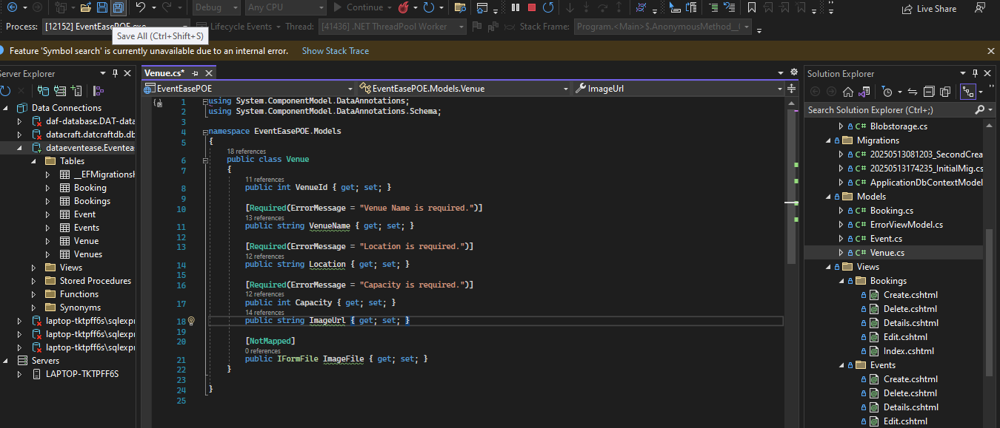 Debug
Any CPU
Continue
Live Share
Process:
[12152] EventEasePOE.exe
Lifecycle Events
Thread:
[41436] .NET ThreadPool Worker
Stack Frame:
Program.<Main>$.AnonymousMethod__
Save All (Ctrl+Shift+S)
Feature 'Symbol search' is currently unavailable due to an internal error.
Show Stack Trace
Server Explorer
Data Connections
daf-database.DAT-data
datacraft.datcraftdb.db
dataeventease.Eventea
Tables
__EFMigrationsH
Booking
Bookings
Event
Events
Venue
Venues
Views
Stored Procedures
Functions
Synonyms
laptop-tktpff6s\sqlexpr
laptop-tktpff6s\sqlexpr
laptop-tktpff6s\sqlexpr
Servers
LAPTOP-TKTPFF6S
Venue.cs*
EventEasePOE
EventEasePOE.Models.Venue
ImageUrl
1 using System.ComponentModel.DataAnnotations;
2 using System.ComponentModel.DataAnnotations.Schema;
3
4 namespace EventEasePOE.Models
5 {
18 references
6 public class Venue
7 {
11 references
8 public int VenueId { get; set; }
9
10 [Required(ErrorMessage = "Venue Name is required.")]
13 references
11 public string VenueName { get; set; }
12
13 [Required(ErrorMessage = "Location is required.")]
12 references
14 public string Location { get; set; }
15
16 [Required(ErrorMessage = "Capacity is required.")]
12 references
17 public int Capacity { get; set; }
14 references
18 public string ImageUrl { get; set; }
19
20 [NotMapped]
0 references
21 public IFormFile ImageFile { get; set; }
22 }
23
24 }
25
Solution Explorer
Search Solution Explorer (Ctrl+;)
C# Blobstorage.cs
Migrations
C# 20250513081203_SecondCrea
C# 20250513174235_InitialMig.cs
C# ApplicationDbContextModel
Models
C# Booking.cs
C# ErrorViewModel.cs
C# Event.cs
C# Venue.cs
Views
Bookings
Create.cshtml
Delete.cshtml
Details.cshtml
Edit.cshtml
Index.cshtml
Events
Create.cshtml
Delete.cshtml
Details.cshtml
Edit.cshtml